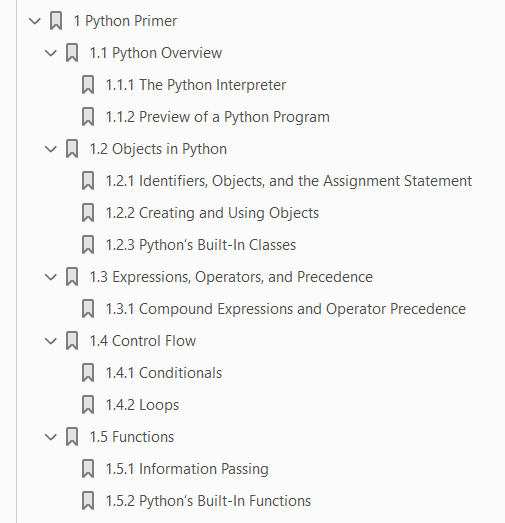 1 Python Primer
1.1 Python Overview
1.1.1 The Python Interpreter
1.1.2 Preview of a Python Program
1.2 Objects in Python
1.2.1 Identifiers, Objects, and the Assignment Statement
1.2.2 Creating and Using Objects
1.2.3 Python’s Built-In Classes
1.3 Expressions, Operators, and Precedence
1.3.1 Compound Expressions and Operator Precedence
1.4 Control Flow
1.4.1 Conditionals
1.4.2 Loops
1.5 Functions
1.5.1 Information Passing
1.5.2 Python’s Built-In Functions